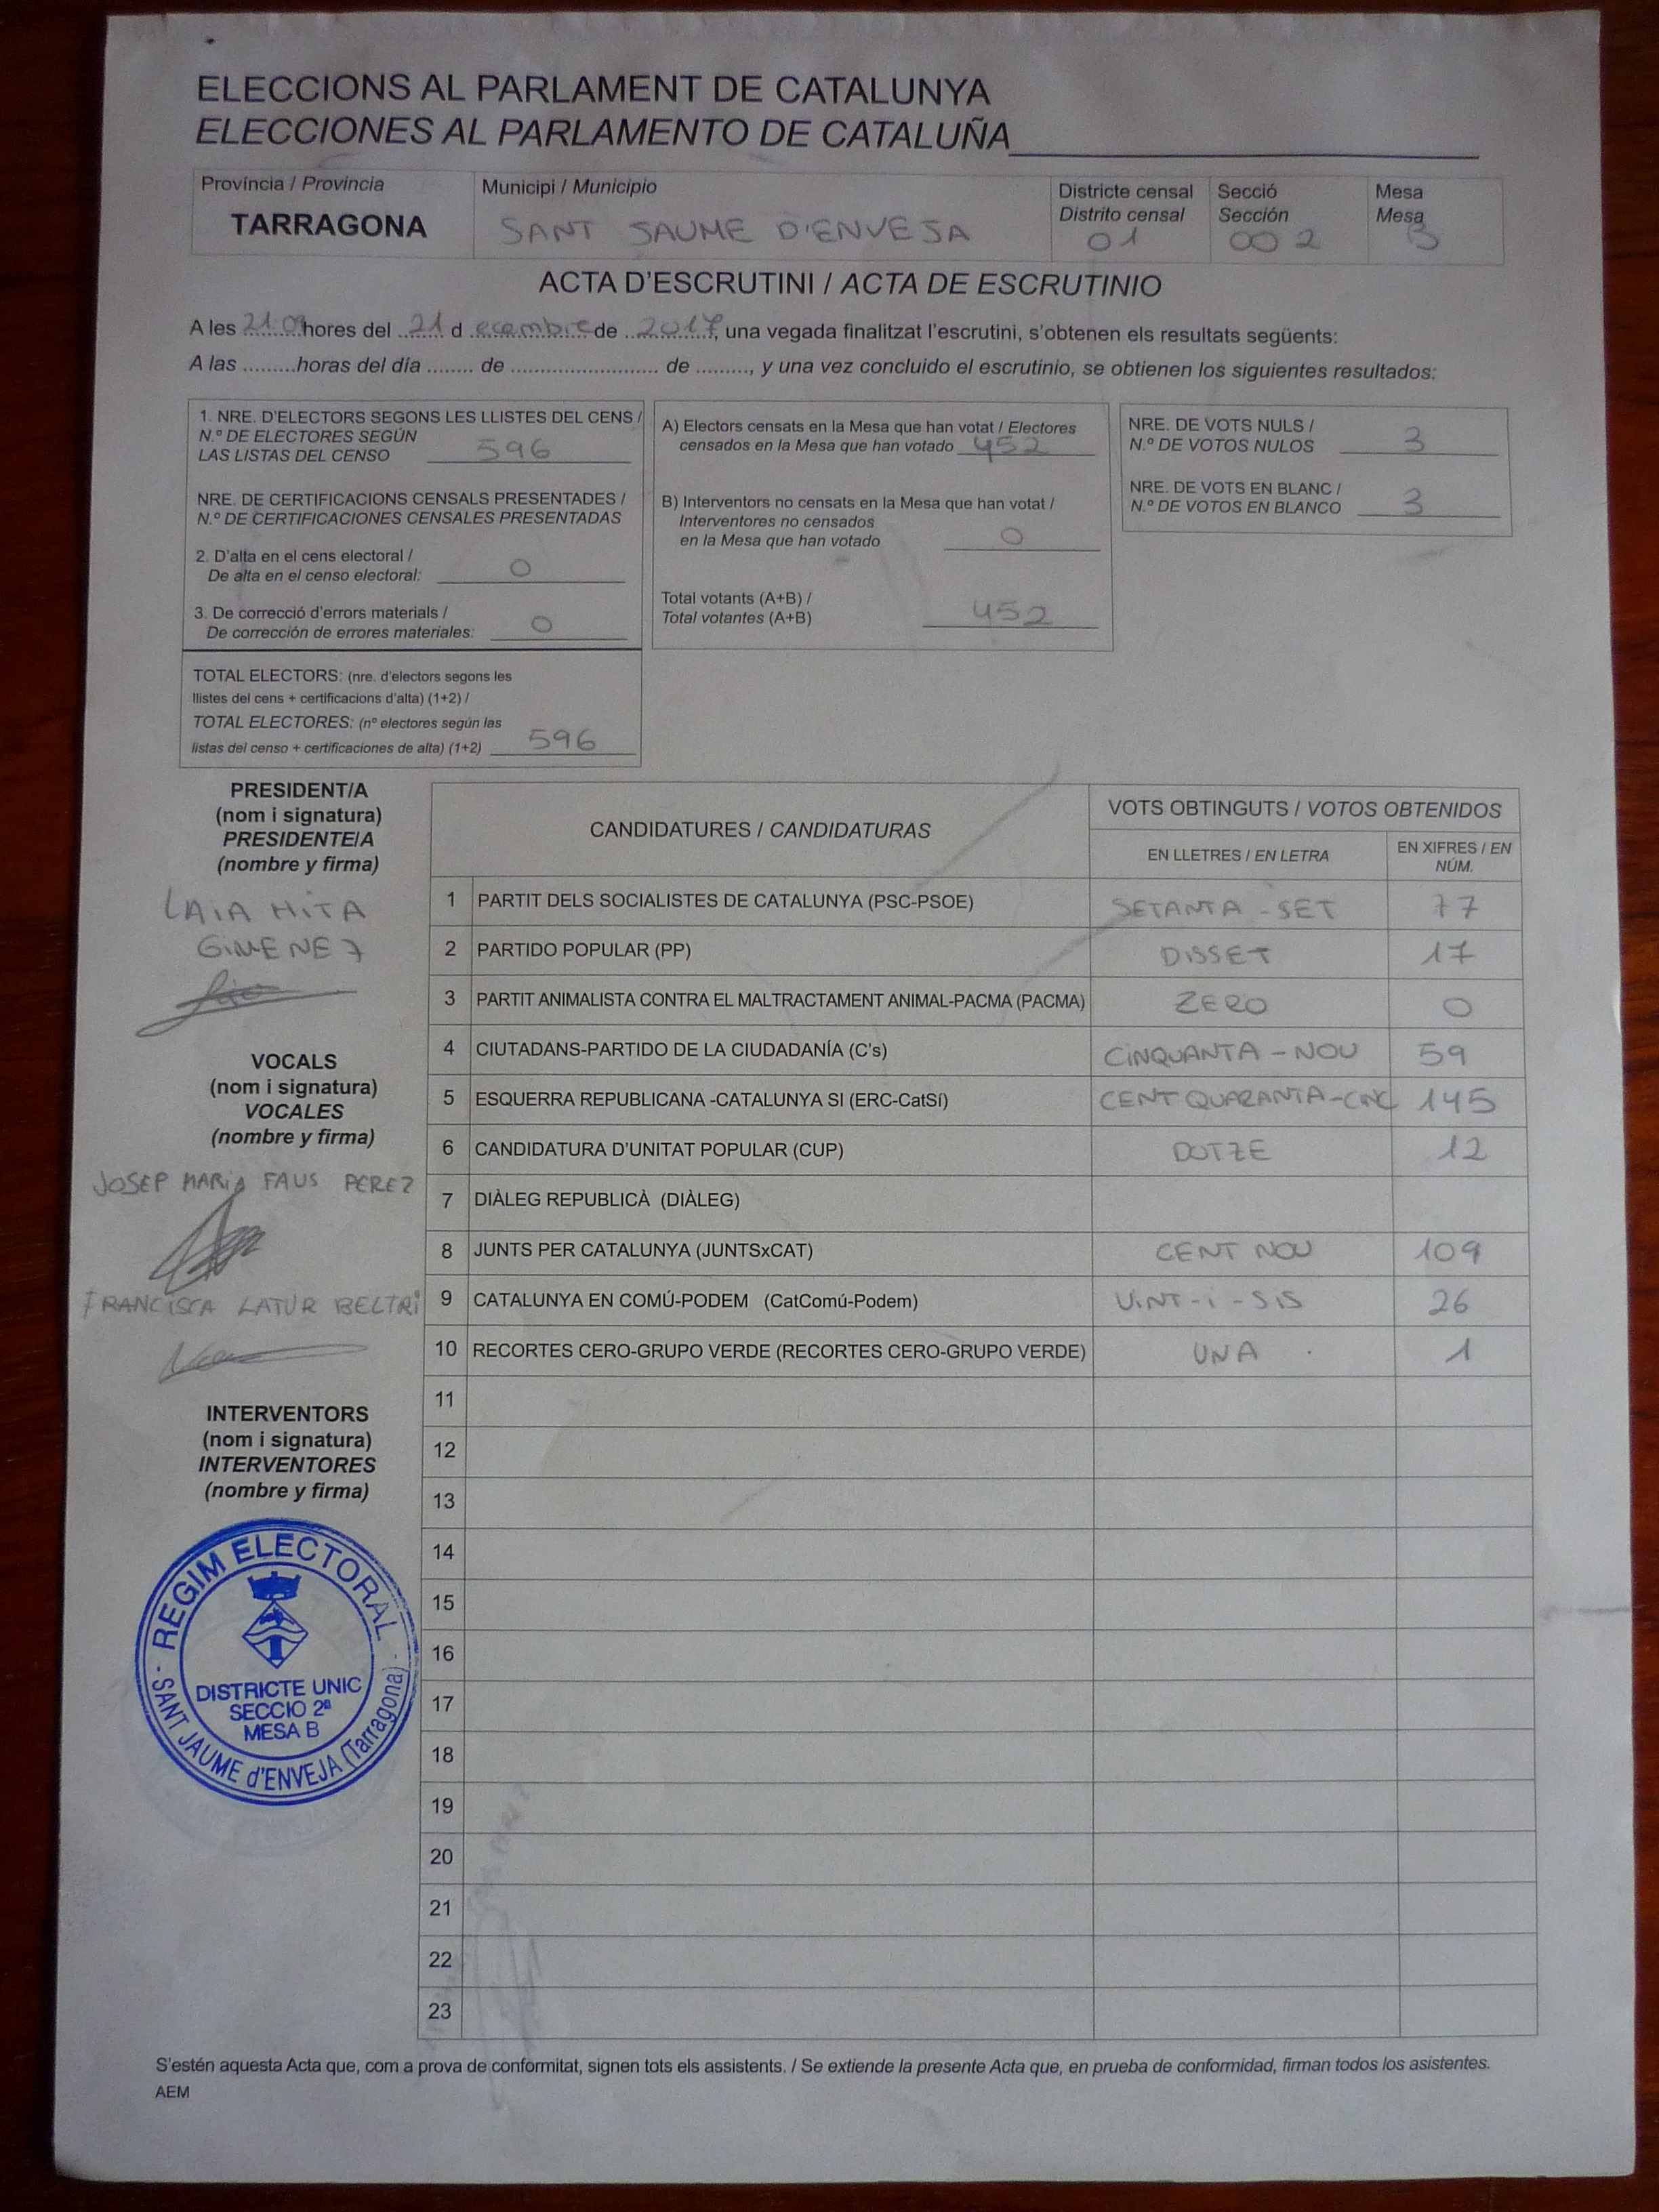 ELECCIONS AL PARLAMENT DE CATALUNYA
ELECCIONES AL PARLAMENTO DE CATALUÑA
Província / Provincia
TARRAGONA
Municipi / Municipio
SANT JAUME D'ENVEJA
Districte censal
Distrito censal
01
Secció
Sección
002
Mesa
Mesa
B
ACTA D'ESCRUTINI / ACTA DE ESCRUTINIO
A les 21:09 hores del 21 d ecembre de 2017, una vegada finalitzat l'escrutini, s'obtenen els resultats següents:
A las .........horas del día ........ de .......................... de ........., y una vez concluido el escrutinio, se obtienen los siguientes resultados:
1. NRE. D'ELECTORS SEGONS LES LLISTES DEL CENS /
N.º DE ELECTORES SEGÚN
LAS LISTAS DEL CENSO 596
NRE. DE CERTIFICACIONS CENSALS PRESENTADES /
N.º DE CERTIFICACIONES CENSALES PRESENTADAS
2. D'alta en el cens electoral /
De alta en el censo electoral: 0
3. De correcció d'errors materials /
De corrección de errores materiales: 0
TOTAL ELECTORS: (nre. d'electors segons les
llistes del cens + certificacions d'alta) (1+2) /
TOTAL ELECTORES: (nº electores según las
listas del censo + certificaciones de alta) (1+2) 596
A) Electors censats en la Mesa que han votat / Electores
censados en la Mesa que han votado 452
B) Interventors no censats en la Mesa que han votat /
Interventores no censados
en la Mesa que han votado 0
Total votants (A+B) /
Total votantes (A+B) 452
NRE. DE VOTS NULS /
N.º DE VOTOS NULOS 3
NRE. DE VOTS EN BLANC /
N.º DE VOTOS EN BLANCO 3
PRESIDENT/A
(nom i signatura)
PRESIDENTE/A
(nombre y firma)
LAIA MITA
GIMENEZ
VOCALS
(nom i signatura)
VOCALES
(nombre y firma)
JOSEP MARIA FAUS PEREZ
FRANCISCA LATUR BELTRI
INTERVENTORS
(nom i signatura)
INTERVENTORES
(nombre y firma)
REGIM ELECTORAL
DISTRICTE UNIC
SECCIO 2ª
MESA B
SANT JAUME d'ENVEJA (Tarragona)
CANDIDATURES / CANDIDATURAS
VOTS OBTINGUTS / VOTOS OBTENIDOS
EN LLETRES / EN LETRA
EN XIFRES / EN
NÚM.
1 PARTIT DELS SOCIALISTES DE CATALUNYA (PSC-PSOE) SETANTA-SET 77
2 PARTIDO POPULAR (PP) DISSET 17
3 PARTIT ANIMALISTA CONTRA EL MALTRACTAMENT ANIMAL-PACMA (PACMA) ZERO 0
4 CIUTADANS-PARTIDO DE LA CIUDADANÍA (C's) CINQUANTA-NOU 59
5 ESQUERRA REPUBLICANA -CATALUNYA SI (ERC-CatSí) CENT QUARANTA-CINC 145
6 CANDIDATURA D'UNITAT POPULAR (CUP) DOTZE 12
7 DIÀLEG REPUBLICÀ (DIÀLEG)
8 JUNTS PER CATALUNYA (JUNTSxCAT) CENT NOU 109
9 CATALUNYA EN COMÚ-PODEM (CatComú-Podem) VINT-i-SIS 26
10 RECORTES CERO-GRUPO VERDE (RECORTES CERO-GRUPO VERDE) UNA 1
11
12
13
14
15
16
17
18
19
20
21
22
23
S'estén aquesta Acta que, com a prova de conformitat, signen tots els assistents. / Se extiende la presente Acta que, en prueba de conformidad, firman todos los asistentes.
AEM